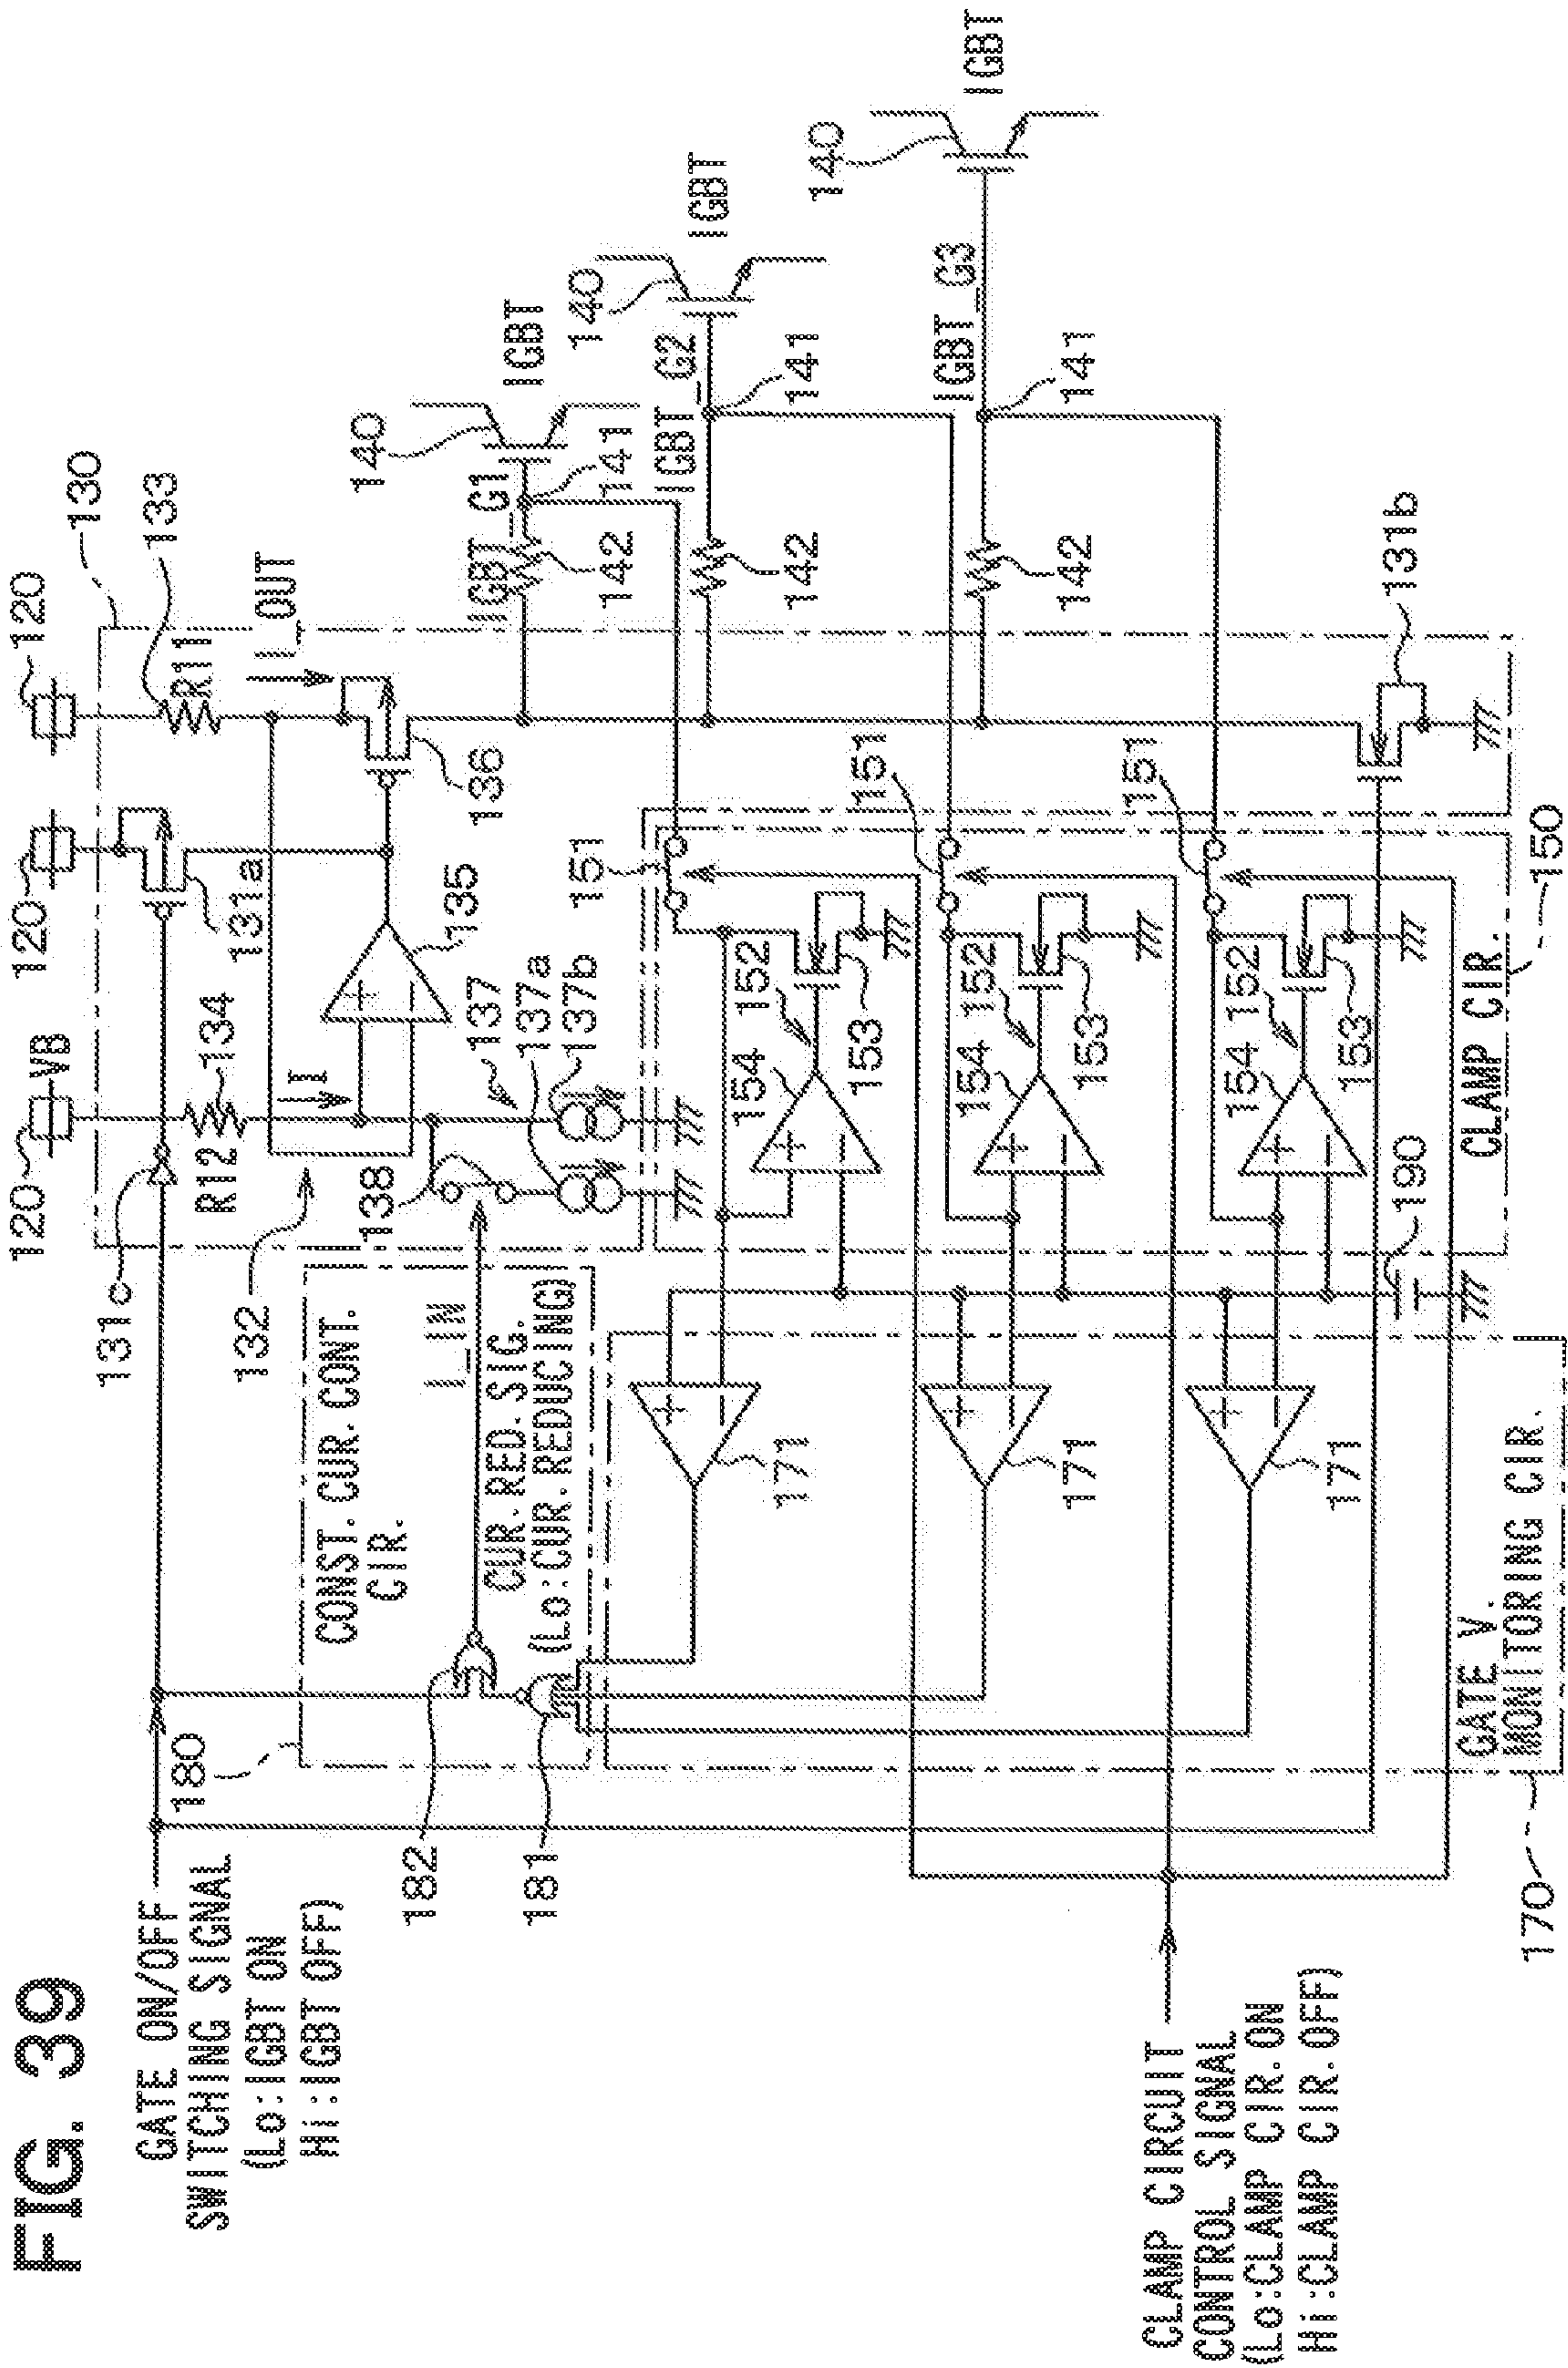 FIG. 39
GATE ON/OFF
SWITCHING SIGNAL
(Lo:IGBT ON
Hi:IGBT OFF)
CLAMP CIRCUIT
CONTROL SIGNAL
(Lo:CLAMP CIR.ON
Hi:CLAMP CIR.OFF)
180
182
181
170
CONST.CUR.CONT.
CIR.
I_IN
CUR.RED.SIG.
(Lo:CUR.REDUCING)
171
171
171
GATE V.
MONITORING CIR.
131
132
120
VB
R12
134
I1
138
137
137a
137b
135
120
131a
120
133
R11
130
I_OUT
136
151
151
151
152
152
152
153
153
153
154
154
154
+
-
+
-
+
-
+
-
+
-
+
-
+
-
190
CLAMP CIR.
150
131b
IGBT_G1
142
141
140
IGBT
IGBT_G2
142
141
140
IGBT
IGBT_G3
142
141
140
IGBT